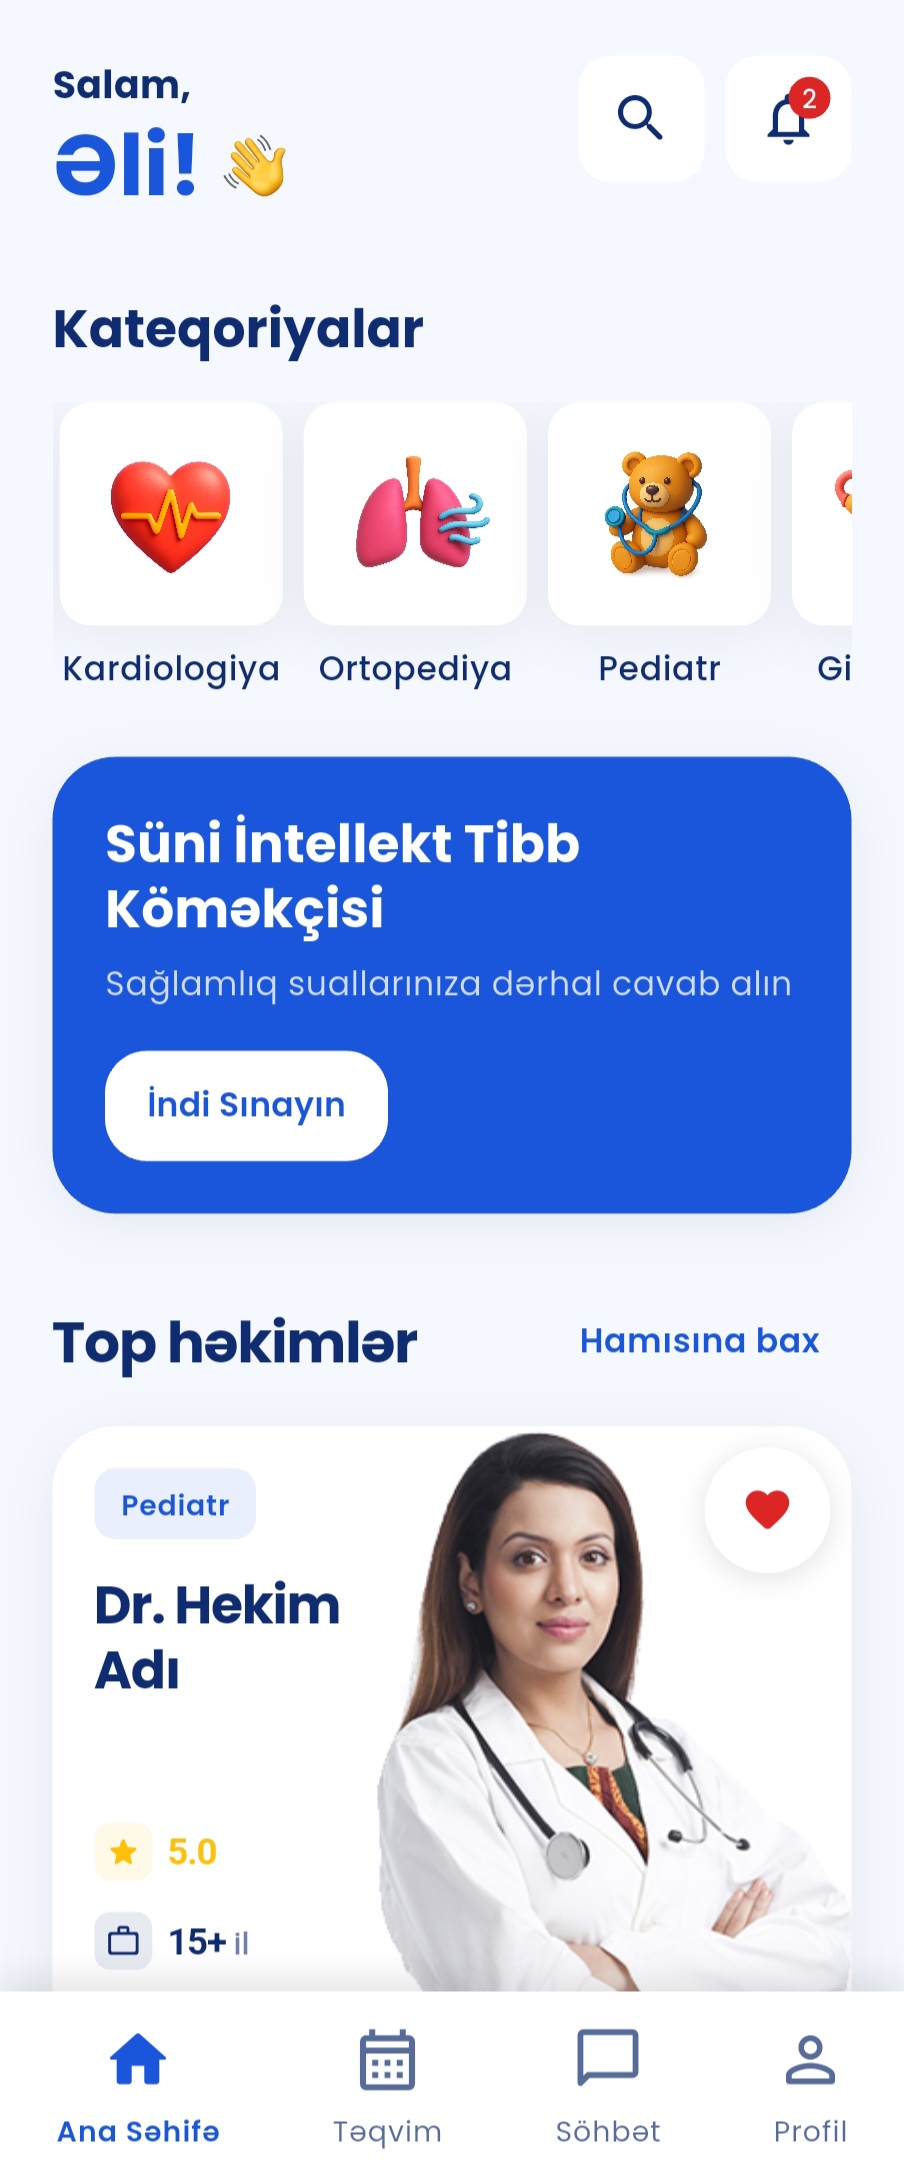 Salam,
Əli! 👋
2
Kateqoriyalar
Kardiologiya
Ortopediya
Pediatr
Gi
Süni İntellekt Tibb
Köməkçisi
Sağlamlıq suallarınıza dərhal cavab alın
İndi Sınayın
Top həkimlər
Hamısına bax
Pediatr
Dr. Hekim
Adı
5.0
15+ il
Ana Səhifə
Təqvim
Söhbət
Profil